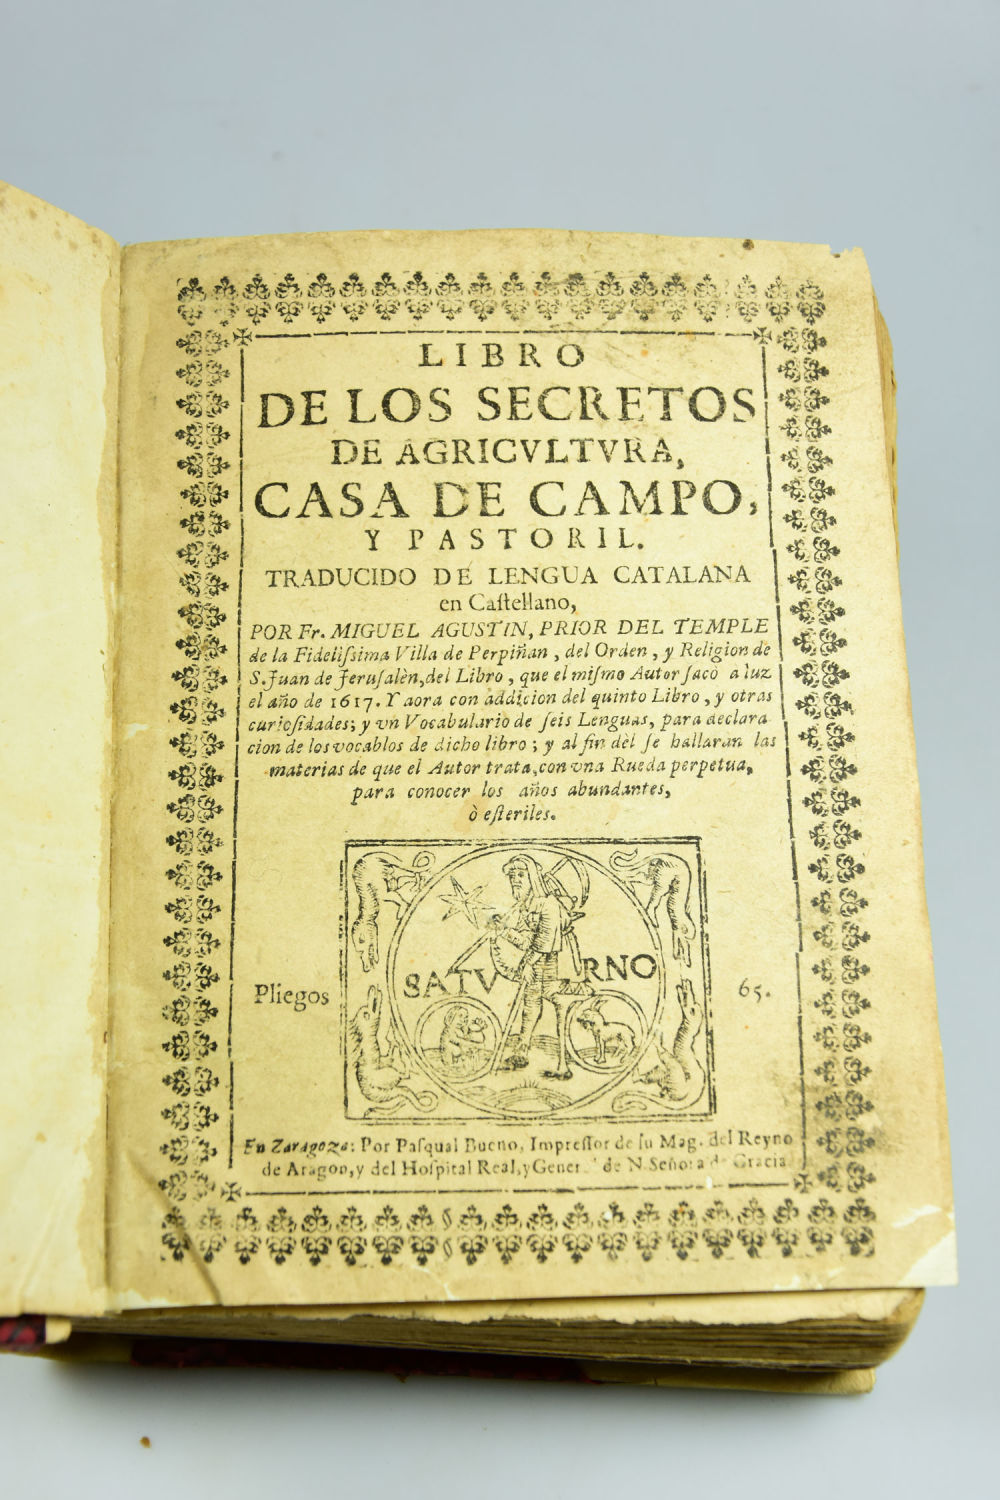 LIBRO
DE LOS SECRETOS
DE AGRICVLTVRA,
CASA DE CAMPO,
Y PASTORIL.
TRADUCIDO DE LENGUA CATALANA
en Caſtellano,
POR Fr. MIGUEL AGUSTIN, PRIOR DEL TEMPLE
de la Fideliſsima Villa de Perpiñan, del Orden, y Religion de
S. Juan de Jeruſalèn, del Libro, que el miſmo Autor ſacò a luz
el año de 1617. Y aora con addicion del quinto Libro, y otras
curioſidades; y vn Vocabulario de ſeis Lenguas, para declara
cion de los vocablos de dicho libro; y al fin dèl ſe hallaran las
materias de que el Autor trata, con vna Rueda perpetua,
para conocer los años abundantes,
ò eſteriles.
SATVRNO
Pliegos 65.
En Zaragoza: Por Paſqual Bueno, Impreſſor de ſu Mag. del Reyno
de Aragon, y del Hoſpital Real, y Gener de N. Señora de Gracia